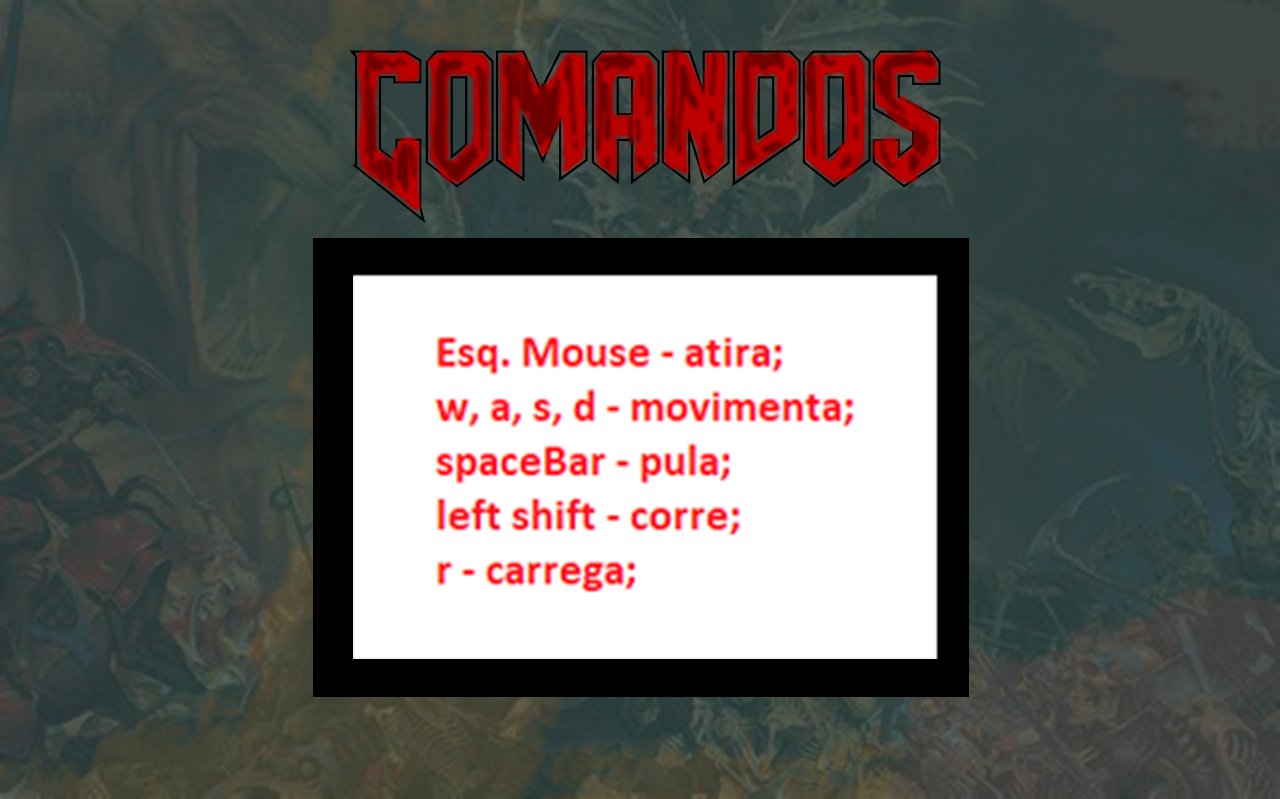 COMANDOS
Esq. Mouse - atira;
w, a, s, d - movimenta;
spaceBar - pula;
left shift - corre;
r - carrega;